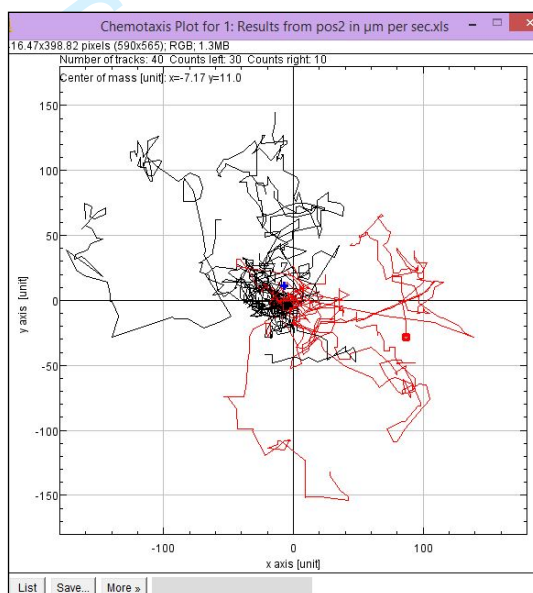 Chemotaxis Plot for 1: Results from pos2 in µm per sec.xls
16.47x398.82 pixels (590x565); RGB; 1.3MB
Number of tracks: 40 Counts left: 30 Counts right: 10
Center of mass [unit]: x=-7.17 y=11.0
150
100
50
0
-50
-100
-150
y axis [unit]
-100 0 100
x axis [unit]
List Save... More »